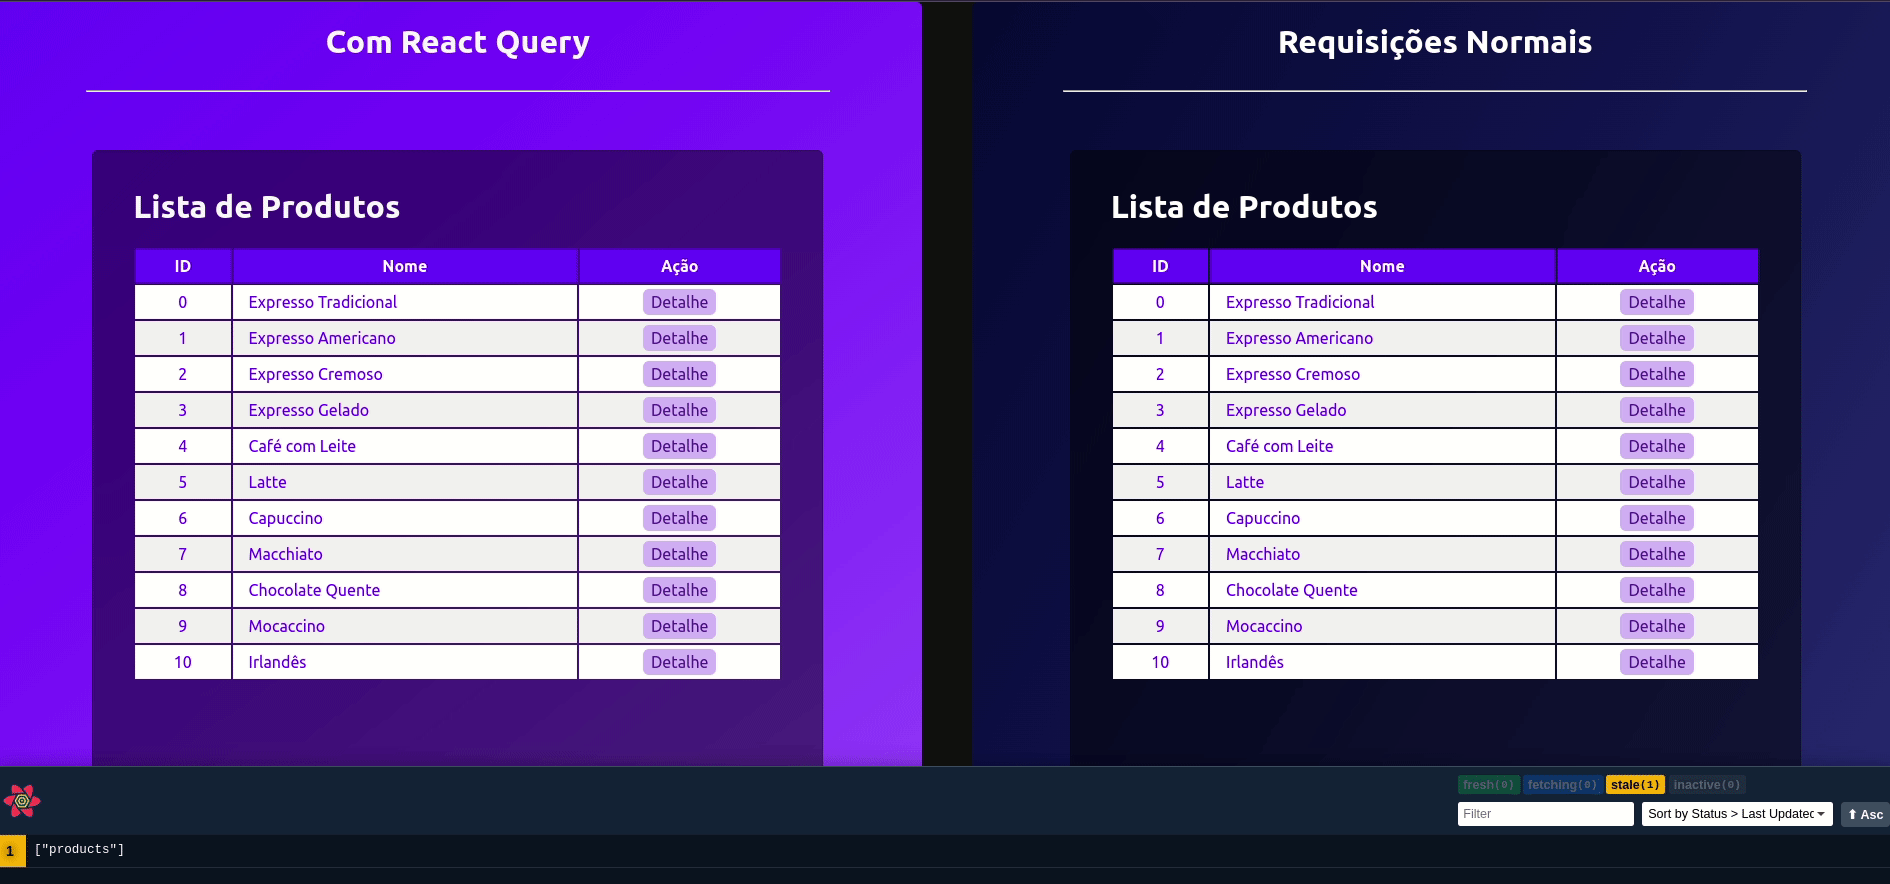 Com React Query
Lista de Produtos
ID Nome Ação
0 Expresso Tradicional Detalhe
1 Expresso Americano Detalhe
2 Expresso Cremoso Detalhe
3 Expresso Gelado Detalhe
4 Café com Leite Detalhe
5 Latte Detalhe
6 Capuccino Detalhe
7 Macchiato Detalhe
8 Chocolate Quente Detalhe
9 Mocaccino Detalhe
10 Irlandês Detalhe
Requisições Normais
Lista de Produtos
ID Nome Ação
0 Expresso Tradicional Detalhe
1 Expresso Americano Detalhe
2 Expresso Cremoso Detalhe
3 Expresso Gelado Detalhe
4 Café com Leite Detalhe
5 Latte Detalhe
6 Capuccino Detalhe
7 Macchiato Detalhe
8 Chocolate Quente Detalhe
9 Mocaccino Detalhe
10 Irlandês Detalhe
fresh(0) fetching(0) stale(1) inactive(0)
Filter Sort by Status > Last Updated ⬆ Asc
1 ["products"]